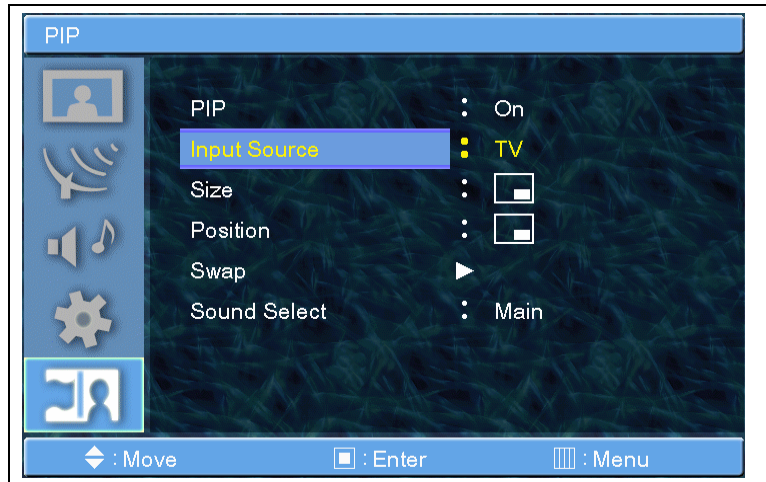 PIP
PIP : On
Input Source : TV
Size :
Position :
Swap
Sound Select : Main
: Move : Enter : Menu